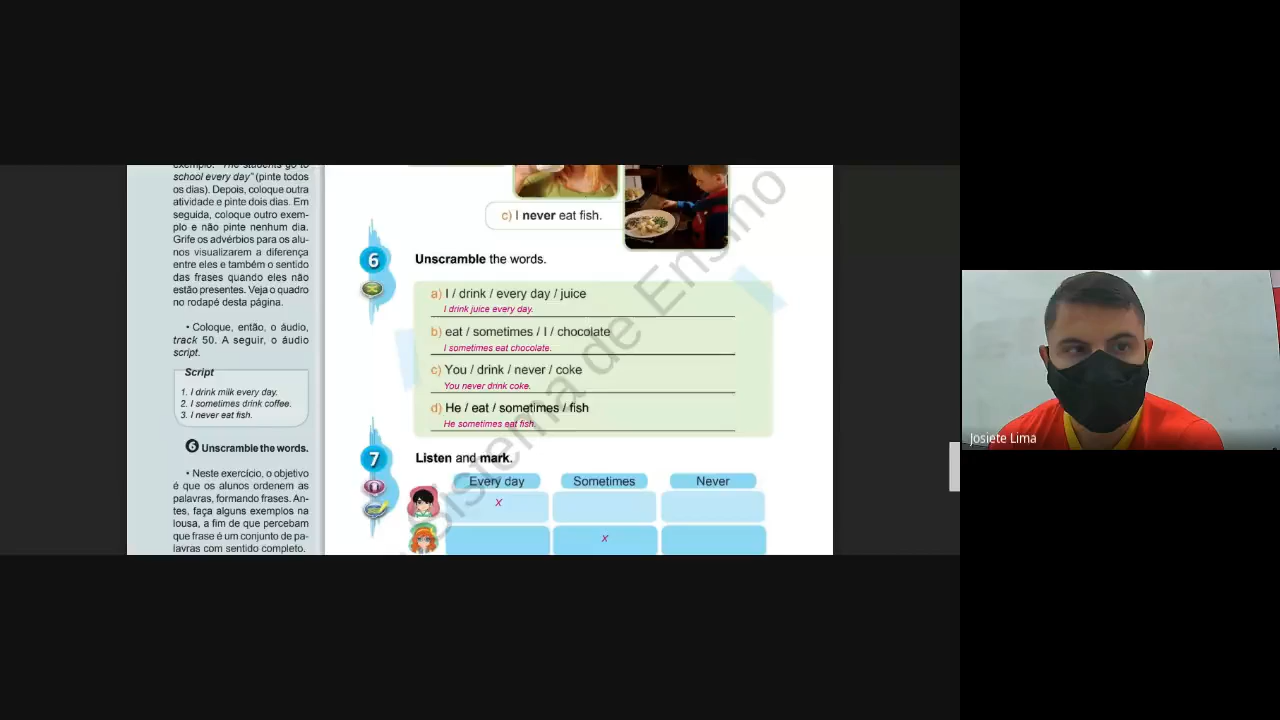 exemplo: "The students go to
school every day" (pinte todos
os dias). Depois, coloque outra
atividade e pinte dois dias. Em
seguida, coloque outro exem-
plo e não pinte nenhum dia.
Grife os advérbios para os alu-
nos visualizarem a diferença
entre eles e também o sentido
das frases quando eles não
estão presentes. Veja o quadro
no rodapé desta página.
• Coloque, então, o áudio,
track 50. A seguir, o áudio
script.
Script
1. I drink milk every day.
2. I sometimes drink coffee.
3. I never eat fish.
6 Unscramble the words.
• Neste exercício, o objetivo
é que os alunos ordenem as
palavras, formando frases. An-
tes, faça alguns exemplos na
lousa, a fim de que percebam
que frase é um conjunto de pa-
lavras com sentido completo.
c) I never eat fish.
6 Unscramble the words.
a) I / drink / every day / juice
I drink juice every day.
b) eat / sometimes / I / chocolate
I sometimes eat chocolate.
c) You / drink / never / coke
You never drink coke.
d) He / eat / sometimes / fish
He sometimes eat fish.
7 Listen and mark.
Every day Sometimes Never
X
X
Sistema de Ensino
Josiete Lima